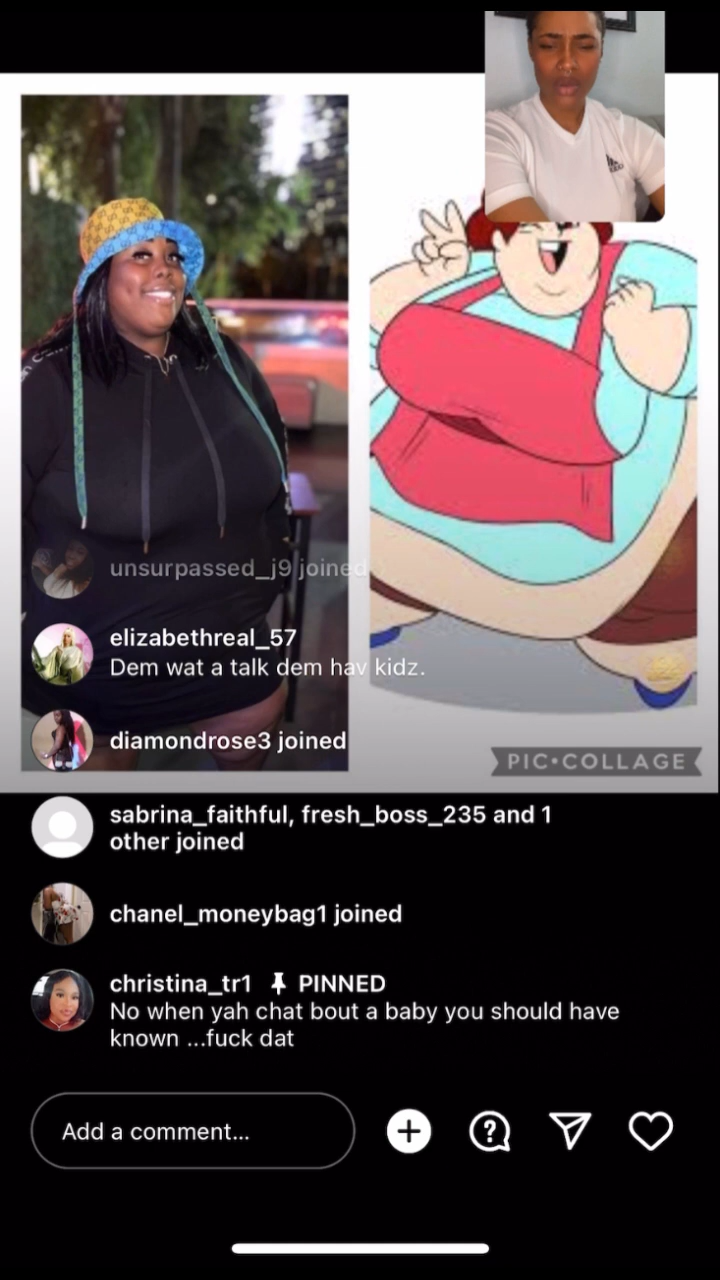 unsurpassed_j9 joined
elizabethreal_57
Dem wat a talk dem hav kidz.
diamondrose3 joined
PIC•COLLAGE
sabrina_faithful, fresh_boss_235 and 1
other joined
chanel_moneybag1 joined
christina_tr1 PINNED
No when yah chat bout a baby you should have
known ...fuck dat
Add a comment...